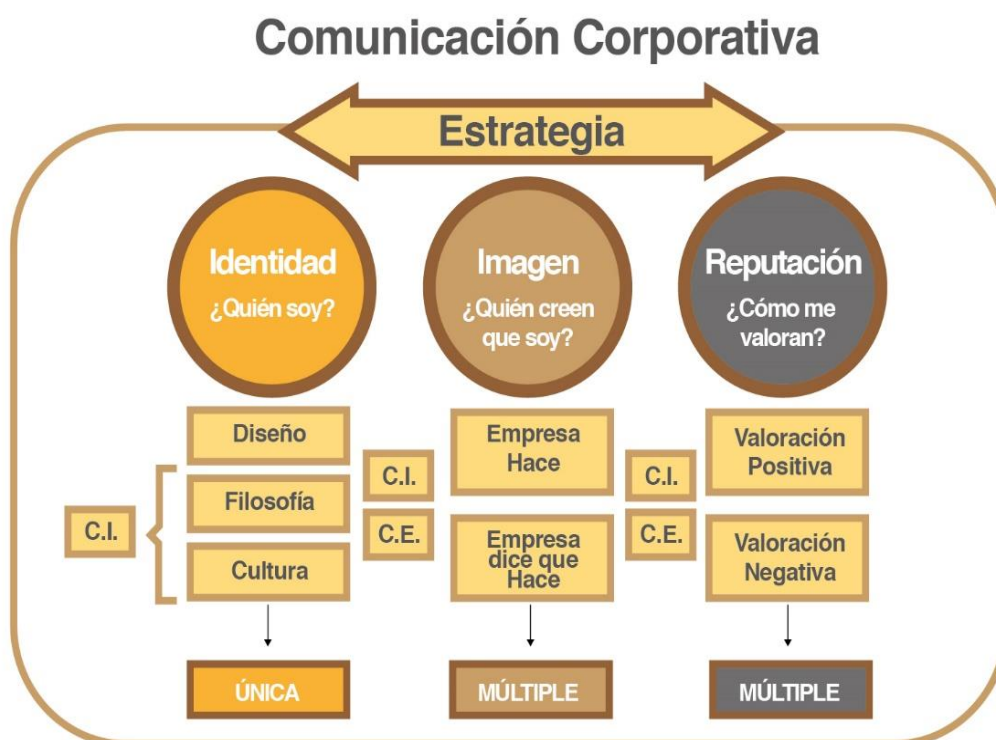 Comunicación Corporativa
Estrategia
Identidad
¿Quién soy?
Imagen
¿Quién creen
que soy?
Reputación
¿Cómo me
valoran?
Diseño
Filosofía
Cultura
C.I.
C.I.
C.E.
Empresa
Hace
Empresa
dice que
Hace
C.I.
C.E.
Valoración
Positiva
Valoración
Negativa
ÚNICA
MÚLTIPLE
MÚLTIPLE